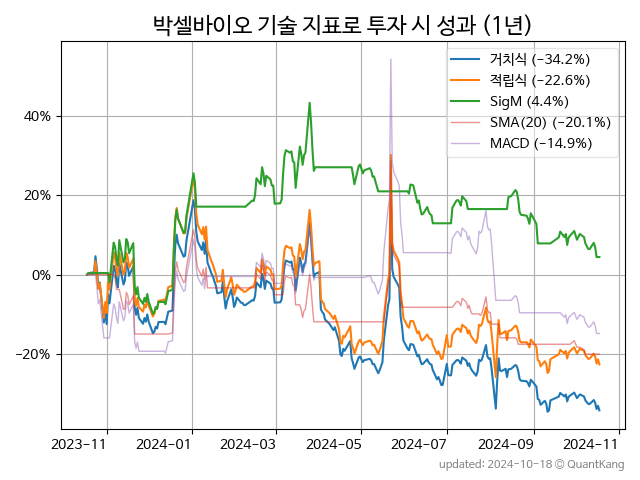 박셀바이오 기술 지표로 투자 시 성과 (1년)
거치식 (−34.2%)
적립식 (−22.6%)
SigM (4.4%)
SMA(20) (−20.1%)
MACD (−14.9%)
40%
20%
0%
−20%
2023-11 2024-01 2024-03 2024-05 2024-07 2024-09 2024-11
updated: 2024-10-18 ⓒ QuantKang